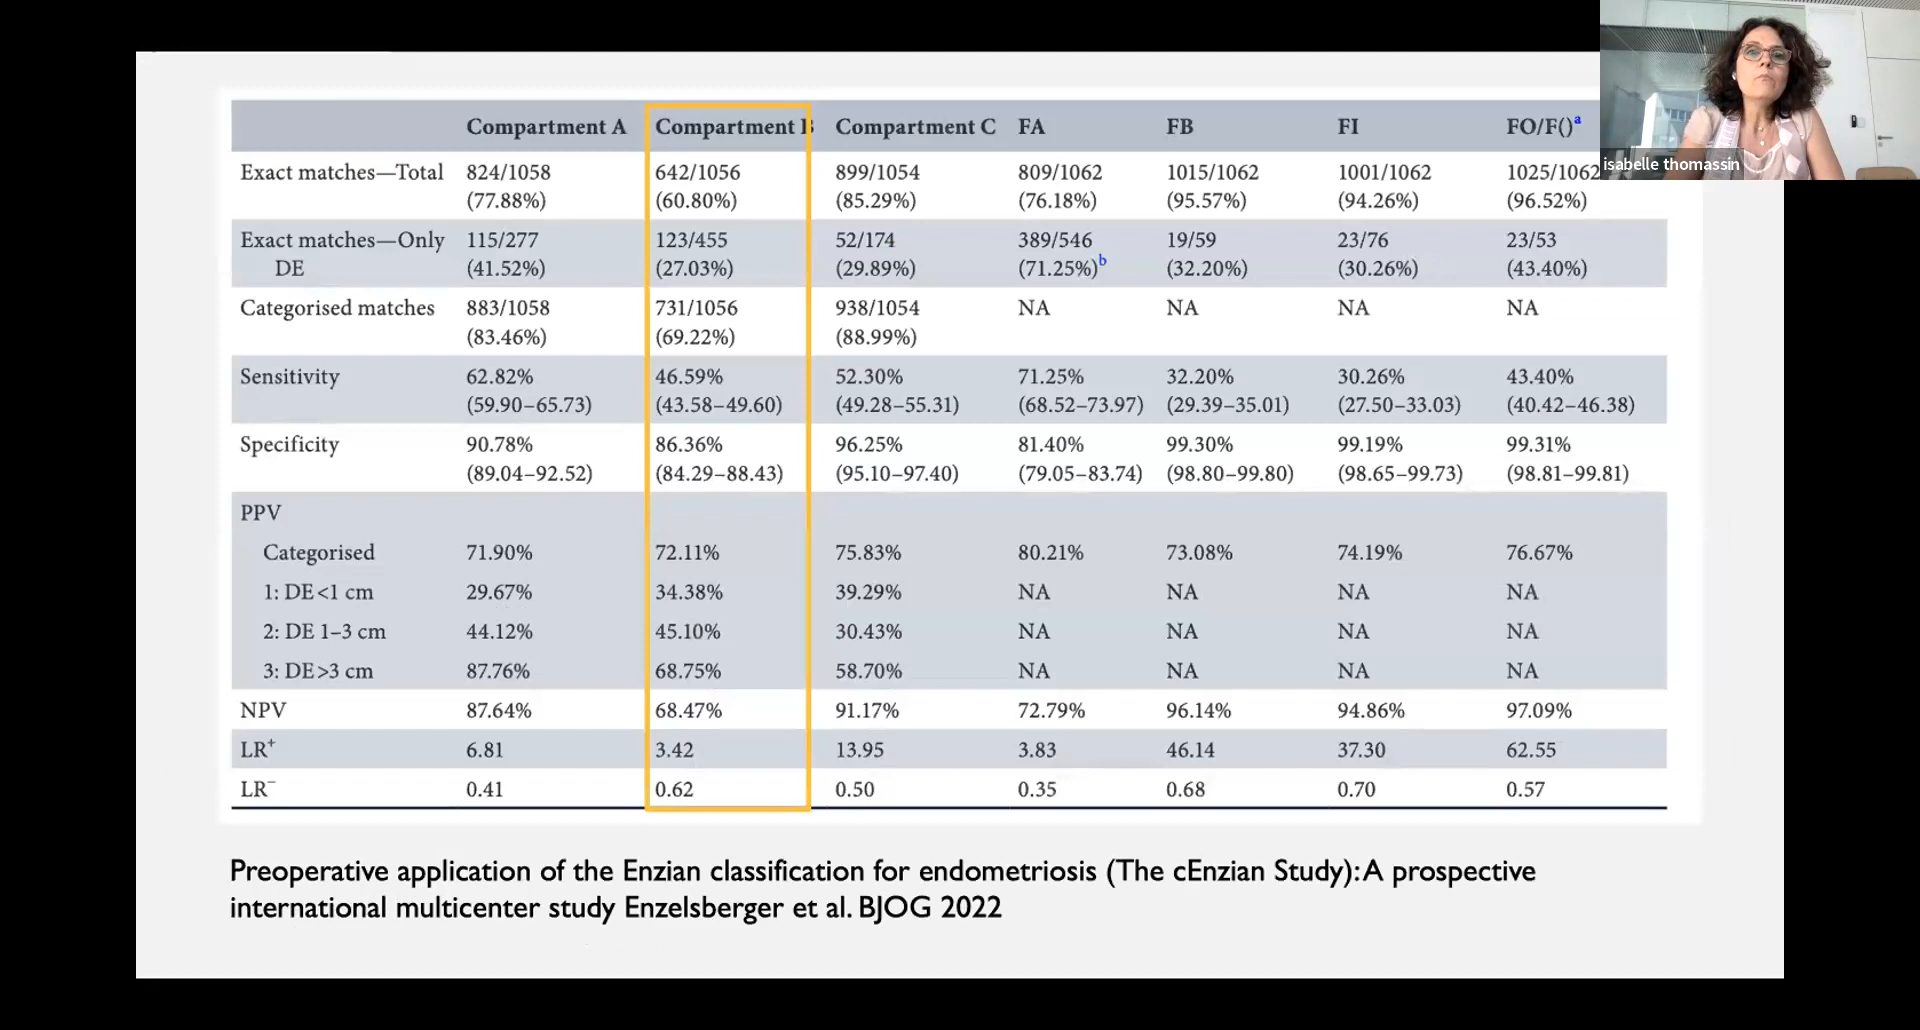 Compartment A Compartment B Compartment C FA FB FI FO/F()a
Exact matches—Total 824/1058 642/1056 899/1054 809/1062 1015/1062 1001/1062 1025/1062
(77.88%) (60.80%) (85.29%) (76.18%) (95.57%) (94.26%) (96.52%)
Exact matches—Only 115/277 123/455 52/174 389/546 19/59 23/76 23/53
DE (41.52%) (27.03%) (29.89%) (71.25%)b (32.20%) (30.26%) (43.40%)
Categorised matches 883/1058 731/1056 938/1054 NA NA NA NA
(83.46%) (69.22%) (88.99%)
Sensitivity 62.82% 46.59% 52.30% 71.25% 32.20% 30.26% 43.40%
(59.90–65.73) (43.58–49.60) (49.28–55.31) (68.52–73.97) (29.39–35.01) (27.50–33.03) (40.42–46.38)
Specificity 90.78% 86.36% 96.25% 81.40% 99.30% 99.19% 99.31%
(89.04–92.52) (84.29–88.43) (95.10–97.40) (79.05–83.74) (98.80–99.80) (98.65–99.73) (98.81–99.81)
PPV
Categorised 71.90% 72.11% 75.83% 80.21% 73.08% 74.19% 76.67%
1: DE<1 cm 29.67% 34.38% 39.29% NA NA NA NA
2: DE 1–3 cm 44.12% 45.10% 30.43% NA NA NA NA
3: DE>3 cm 87.76% 68.75% 58.70% NA NA NA NA
NPV 87.64% 68.47% 91.17% 72.79% 96.14% 94.86% 97.09%
LR+ 6.81 3.42 13.95 3.83 46.14 37.30 62.55
LR− 0.41 0.62 0.50 0.35 0.68 0.70 0.57
Preoperative application of the Enzian classification for endometriosis (The cEnzian Study): A prospective
international multicenter study Enzelsberger et al. BJOG 2022
isabelle thomassin